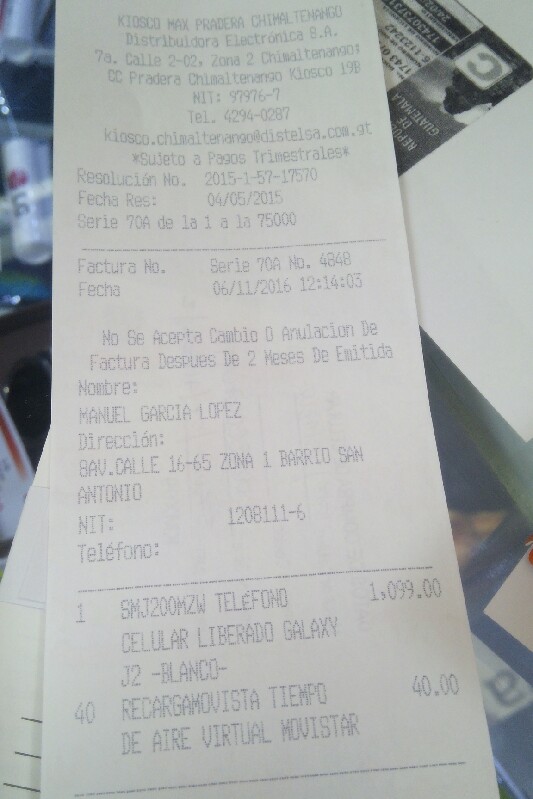 KIOSCO MAX PRADERA CHIMALTENANGO
Distribuidora Electrónica S.A.
7a. Calle 2-02, Zona 2 Chimaltenango;
CC Pradera Chimaltenango Kiosco 19B
NIT: 97976-7
Tel. 4294-0287
kiosco.chimaltenango@distelsa.com.gt
*Sujeto a Pagos Trimestrales*
Resolución No. 2015-1-57-17570
Fecha Res: 04/05/2015
Serie 70A de la 1 a la 75000
Factura No. Serie 70A No. 4848
Fecha 06/11/2016 12:14:03
No Se Acepta Cambio O Anulacion De
Factura Despues De 2 Meses De Emitida
Nombre:
MANUEL GARCIA LOPEZ
Dirección:
8AV.CALLE 16-65 ZONA 1 BARRIO SAN
ANTONIO
NIT: 1208111-6
Teléfono:
1 SMJ200MZW TELéFONO 1,099.00
CELULAR LIBERADO GALAXY
J2 -BLANCO-
40 RECARGAMOVISTA TIEMPO 40.00
DE AIRE VIRTUAL MOVISTAR
GUATEMALA